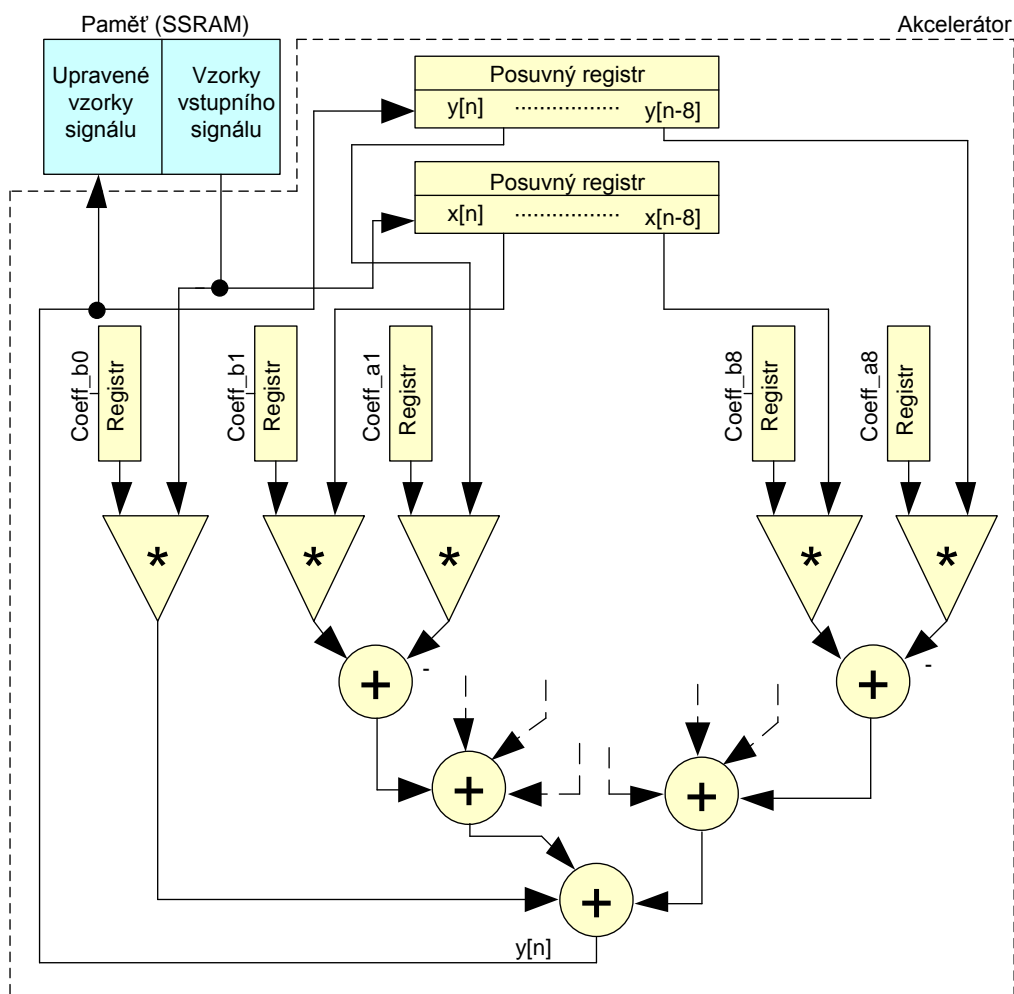 Paměť (SSRAM)
Akcelerátor
Upravené
vzorky
signálu
Vzorky
vstupního
signálu
Posuvný registr
y[n] ................. y[n-8]
Posuvný registr
x[n] ................. x[n-8]
Coeff_b0
Registr
Coeff_b1
Registr
Coeff_a1
Registr
Coeff_b8
Registr
Coeff_a8
Registr
* * * * *
+ - + -
+ +
+
y[n]